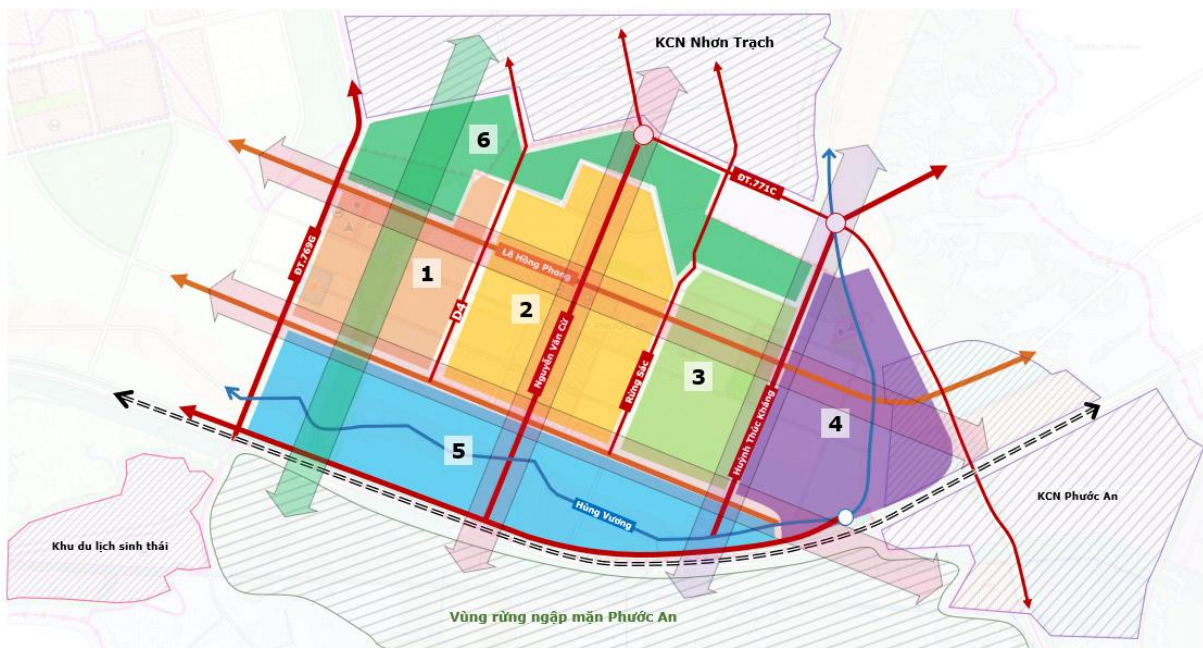 KCN Nhơn Trạch
6
ĐT.771C
ĐT.769G
Lê Hồng Phong
1
D4
2
Nguyễn Văn Cừ
Rừng Sác
3
Huỳnh Thúc Kháng
4
5
Hùng Vương
KCN Phước An
Khu du lịch sinh thái
Vùng rừng ngập mặn Phước An